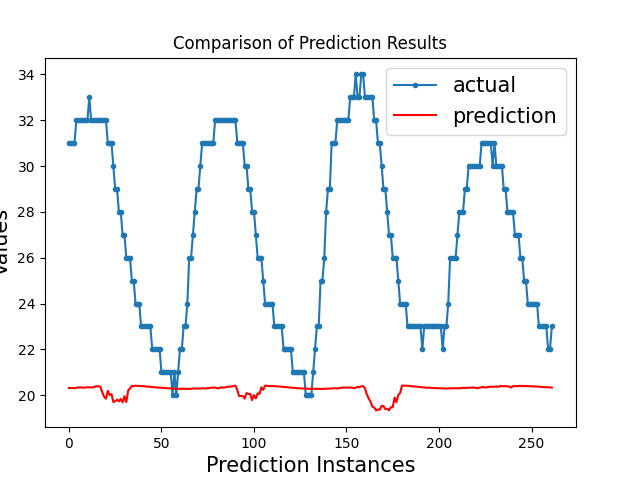 Comparison of Prediction Results
actual
prediction
34
32
30
28
26
24
22
20
Values
0
50
100
150
200
250
Prediction Instances